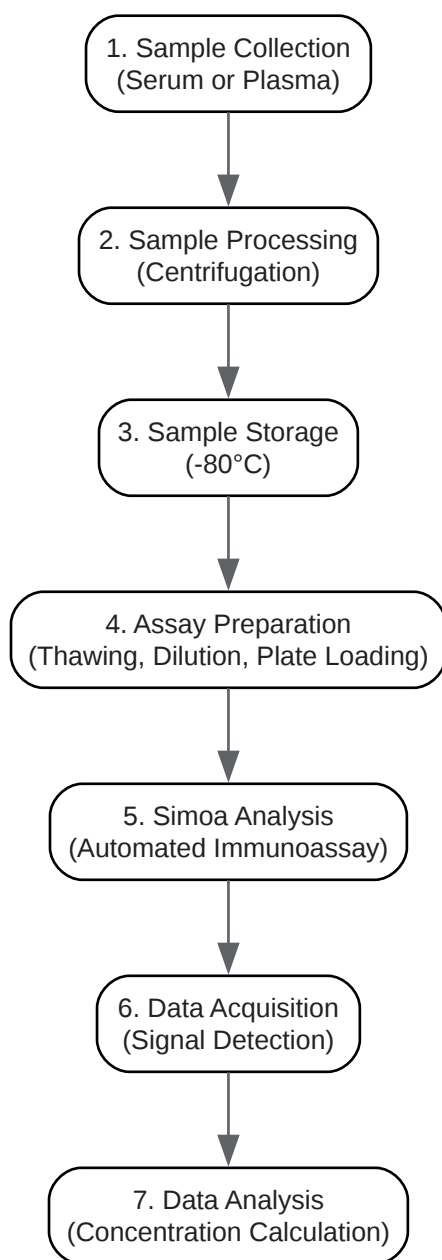 1. Sample Collection
(Serum or Plasma)
2. Sample Processing
(Centrifugation)
3. Sample Storage
(-80°C)
4. Assay Preparation
(Thawing, Dilution, Plate Loading)
5. Simoa Analysis
(Automated Immunoassay)
6. Data Acquisition
(Signal Detection)
7. Data Analysis
(Concentration Calculation)